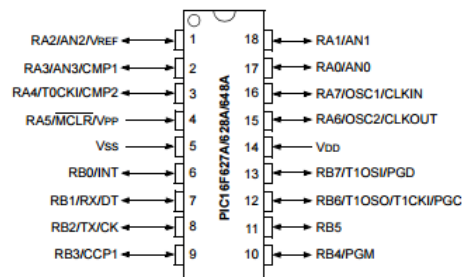 RA2/AN2/VREF 1 18 RA1/AN1
RA3/AN3/CMP1 2 17 RA0/AN0
RA4/T0CKI/CMP2 3 16 RA7/OSC1/CLKIN
RA5/MCLR/VPP 4 15 RA6/OSC2/CLKOUT
VSS 5 14 VDD
RB0/INT 6 13 RB7/T1OSI/PGD
RB1/RX/DT 7 12 RB6/T1OSO/T1CKI/PGC
RB2/TX/CK 8 11 RB5
RB3/CCP1 9 10 RB4/PGM
PIC16F627A/628A/648A